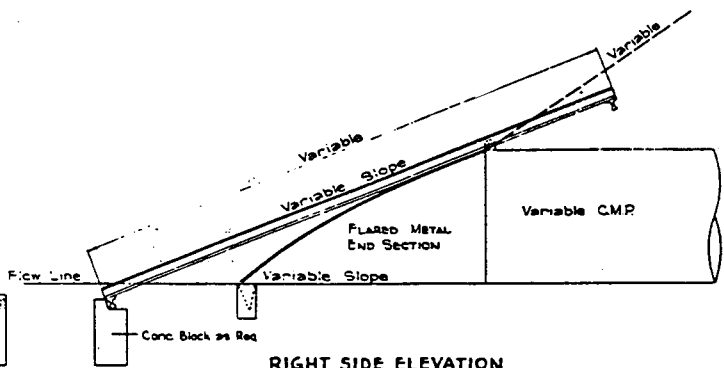 Variable
Variable
Variable Slope
Variable C.M.P.
FLARED METAL
END SECTION
Flow Line
Variable Slope
Conc. Block as Req.
RIGHT SIDE ELEVATION